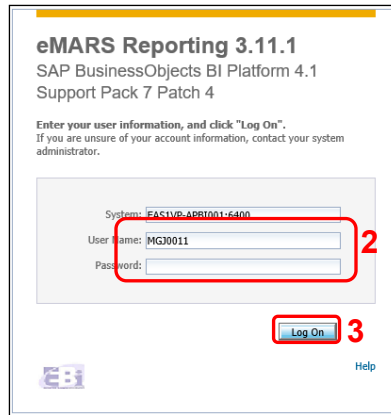 eMARS Reporting 3.11.1
SAP BusinessObjects BI Platform 4.1
Support Pack 7 Patch 4
Enter your user information, and click "Log On".
If you are unsure of your account information, contact your system
administrator.
System: EAS1VP-APBI001:6400
User Name: MGJ0011
2
Password:
Log On
3
Help
EBi